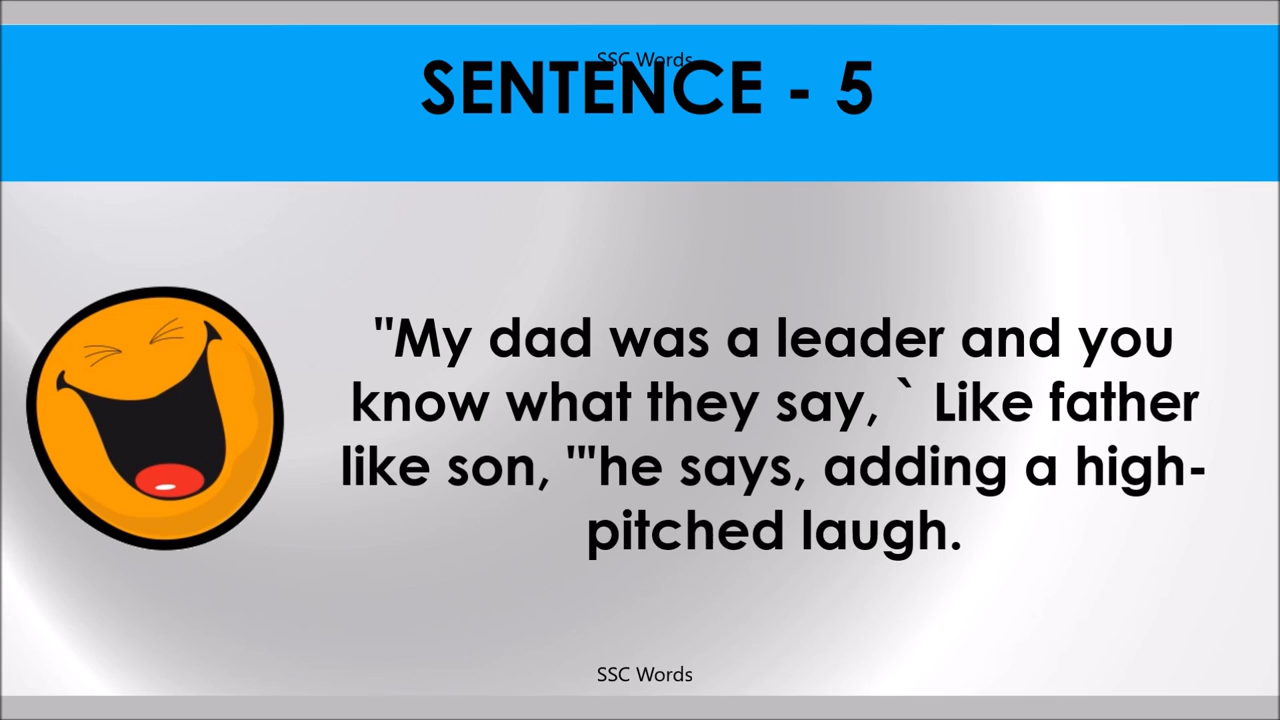 SSC Words
SENTENCE - 5
"My dad was a leader and you
know what they say, ` Like father
like son, '"he says, adding a high-
pitched laugh.
SSC Words